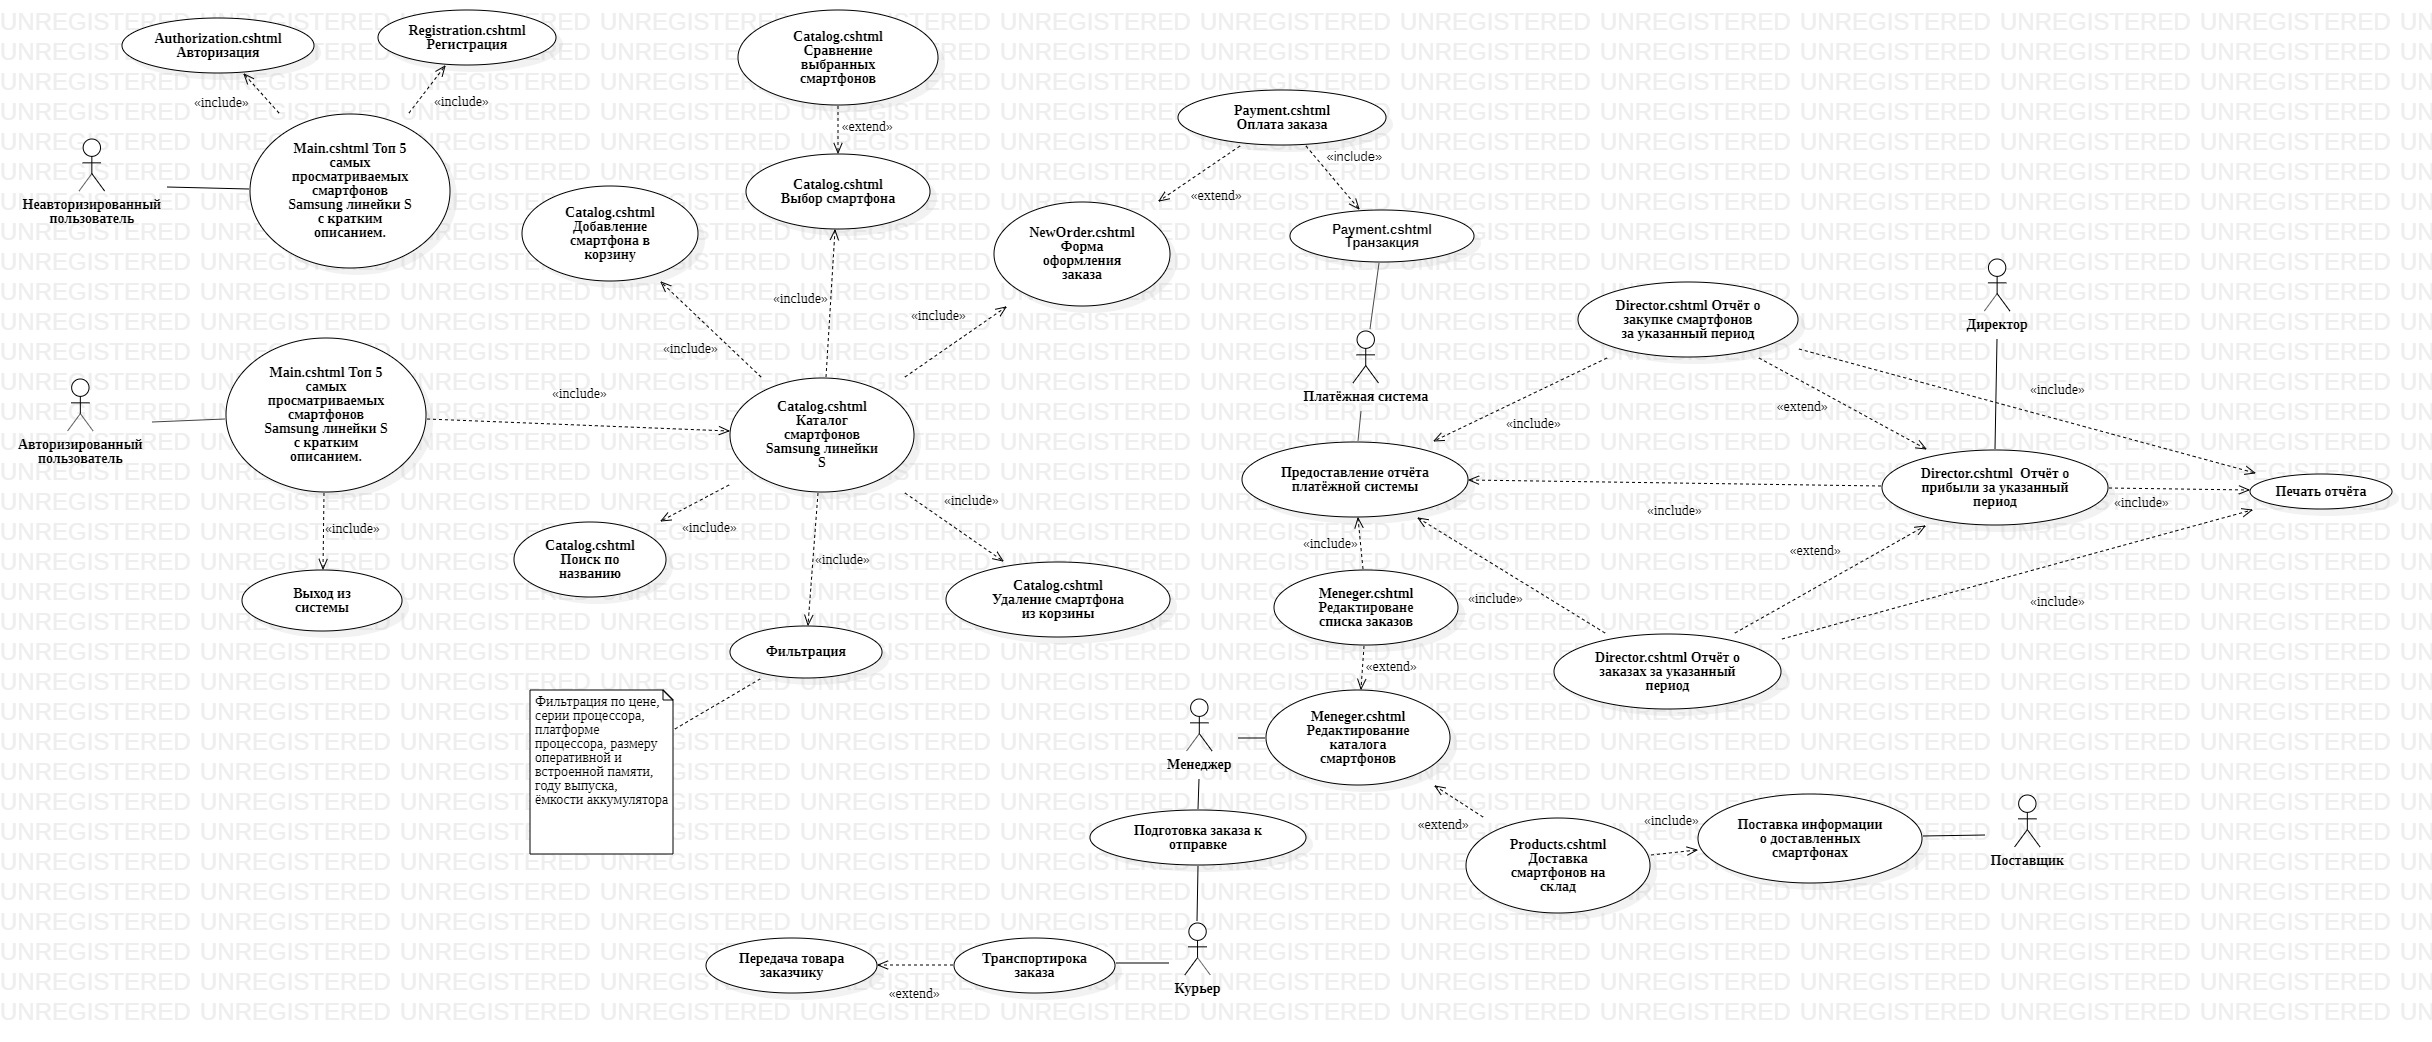 Authorization.cshtml
Авторизация
Registration.cshtml
Регистрация
«include»
«include»
Main.cshtml Топ 5
самых
просматриваемых
смартфонов
Samsung линейки S
с кратким
описанием.
Неавторизированный
пользователь
Catalog.cshtml
Сравнение
выбранных
смартфонов
«extend»
Catalog.cshtml
Выбор смартфона
Catalog.cshtml
Добавление
смартфона в
корзину
«include»
«include»
«include»
Payment.cshtml
Оплата заказа
«include»
«extend»
NewOrder.cshtml
Форма
оформления
заказа
Payment.cshtml
Транзакция
Платёжная система
Main.cshtml Топ 5
самых
просматриваемых
смартфонов
Samsung линейки S
с кратким
описанием.
Авторизированный
пользователь
«include»
Catalog.cshtml
Каталог
смартфонов
Samsung линейки
S
«include»
Выход из
системы
Catalog.cshtml
Поиск по
названию
«include»
«include»
«include»
Catalog.cshtml
Удаление смартфона
из корзины
Фильтрация
Фильтрация по цене,
серии процессора,
платформе
процессора, размеру
оперативной и
встроенной памяти,
году выпуска,
ёмкости аккумулятора
Director.cshtml Отчёт о
закупке смартфонов
за указанный период
Директор
«include»
«extend»
«include»
Предоставление отчёта
платёжной системы
Director.cshtml  Отчёт о
прибыли за указанный
период
«include»
Печать отчёта
«include»
«include»
«extend»
«include»
«include»
Meneger.cshtml
Редактироване
списка заказов
Director.cshtml Отчёт о
заказах за указанный
период
«extend»
Meneger.cshtml
Редактирование
каталога
смартфонов
Менеджер
Подготовка заказа к
отправке
«extend»
Products.cshtml
Доставка
смартфонов на
склад
«include»
Поставка информации
о доставленных
смартфонах
Поставщик
Передача товара
заказчику
«extend»
Транспортирока
заказа
Курьер
UNREGISTERED